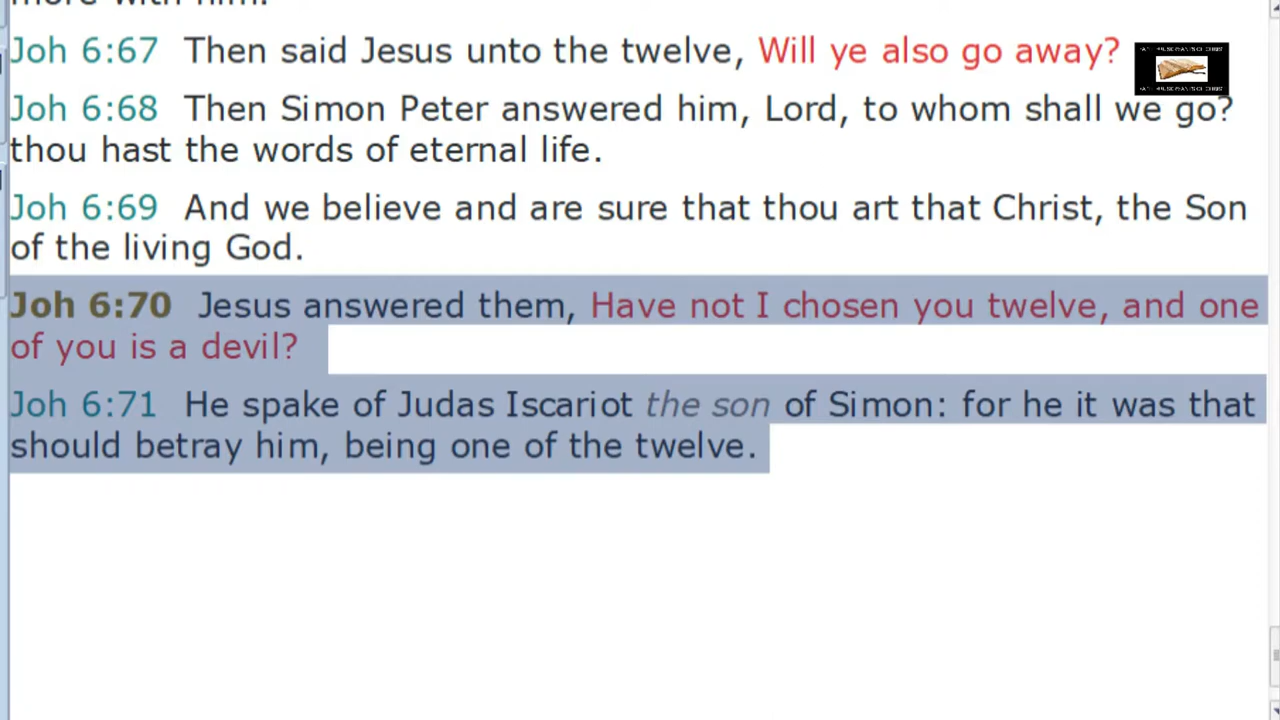 more with him.
Joh 6:67 Then said Jesus unto the twelve, Will ye also go away?
Joh 6:68 Then Simon Peter answered him, Lord, to whom shall we go?
thou hast the words of eternal life.
Joh 6:69 And we believe and are sure that thou art that Christ, the Son
of the living God.
Joh 6:70 Jesus answered them, Have not I chosen you twelve, and one
of you is a devil?
Joh 6:71 He spake of Judas Iscariot the son of Simon: for he it was that
should betray him, being one of the twelve.